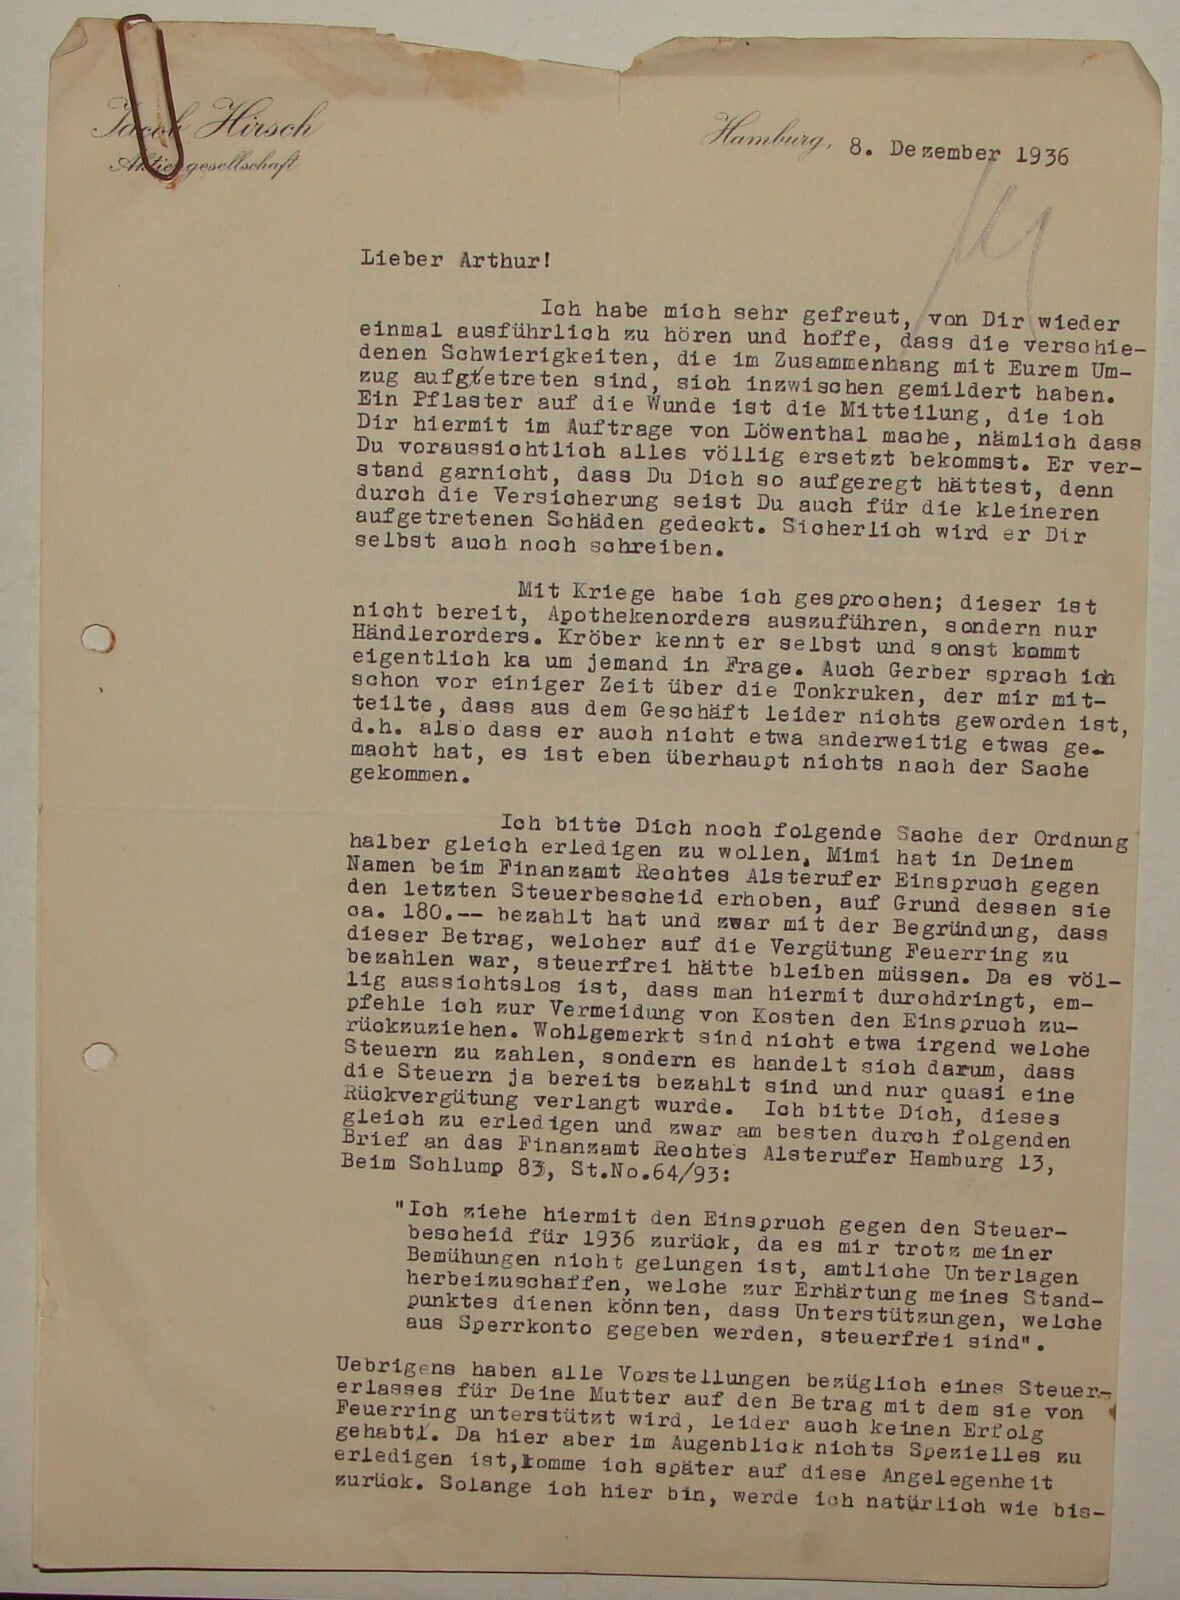 Jacob Hirsch
Aktiengesellschaft
Hamburg, 8. Dezember 1936
Lieber Arthur!
Ich habe mich sehr gefreut, von Dir wieder
einmal ausführlich zu hören und hoffe, dass die verschie-
denen Schwierigkeiten, die im Zusammenhang mit Eurem Um-
zug aufgtetreten sind, sich inzwischen gemildert haben.
Ein Pflaster auf die Wunde ist die Mitteilung, die ich
Dir hiermit im Auftrage von Löwenthal mache, nämlich dass
Du voraussichtlich alles völlig ersetzt bekommst. Er ver-
stand garnicht, dass Du Dich so aufgeregt hättest, denn
durch die Versicherung seist Du auch für die kleineren
aufgetretenen Schäden gedeckt. Sicherlich wird er Dir
selbst auch noch schreiben.
Mit Kriege habe ich gesprochen; dieser ist
nicht bereit, Apothekenorders auszuführen, sondern nur
Händlerorders. Kröber kennt er selbst und sonst kommt
eigentlich ka um jemand in Frage. Auch Gerber sprach ich
schon vor einiger Zeit über die Tonkruken, der mir mit-
teilte, dass aus dem Geschäft leider nichts geworden ist,
d.h. also dass er auch nicht etwa anderweitig etwas ge-
macht hat, es ist eben überhaupt nichts nach der Sache
gekommen.
Ich bitte Dich noch folgende Sache der Ordnung
halber gleich erledigen zu wollen. Mimi hat in Deinem
Namen beim Finanzamt Rechtes Alsterufer Einspruch gegen
den letzten Steuerbescheid erhoben, auf Grund dessen sie
ca. 180.-- bezahlt hat und zwar mit der Begründung, dass
dieser Betrag, welcher auf die Vergütung Feuerring zu
bezahlen war, steuerfrei hätte bleiben müssen. Da es völ-
lig aussichtslos ist, dass man hiermit durchdringt, em-
pfehle ich zur Vermeidung von Kosten den Einspruch zu-
rückzuziehen. Wohlgemerkt sind nicht etwa irgend welche
Steuern zu zahlen, sondern es handelt sich darum, dass
die Steuern ja bereits bezahlt sind und nur quasi eine
Rückvergütung verlangt wurde. Ich bitte Dich, dieses
gleich zu erledigen und zwar am besten durch folgenden
Brief an das Finanzamt Rechtes Alsterufer Hamburg 13,
Beim Schlump 83, St.No.64/93:
"Ich ziehe hiermit den Einspruch gegen den Steuer-
bescheid für 1936 zurück, da es mir trotz meiner
Bemühungen nicht gelungen ist, amtliche Unterlagen
herbeizuschaffen, welche zur Erhärtung meines Stand-
punktes dienen könnten, dass Unterstützungen, welche
aus Sperrkonto gegeben werden, steuerfrei sind".
Uebrigens haben alle Vorstellungen bezüglich eines Steuer-
erlasses für Deine Mutter auf den Betrag mit dem sie von
Feuerring unterstützt wird, leider auch keinen Erfolg
gehabt. Da hier aber im Augenblick nichts Spezielles zu
erledigen ist, komme ich später auf diese Angelegenheit
zurück. Solange ich hier bin, werde ich natürlich wie bis-